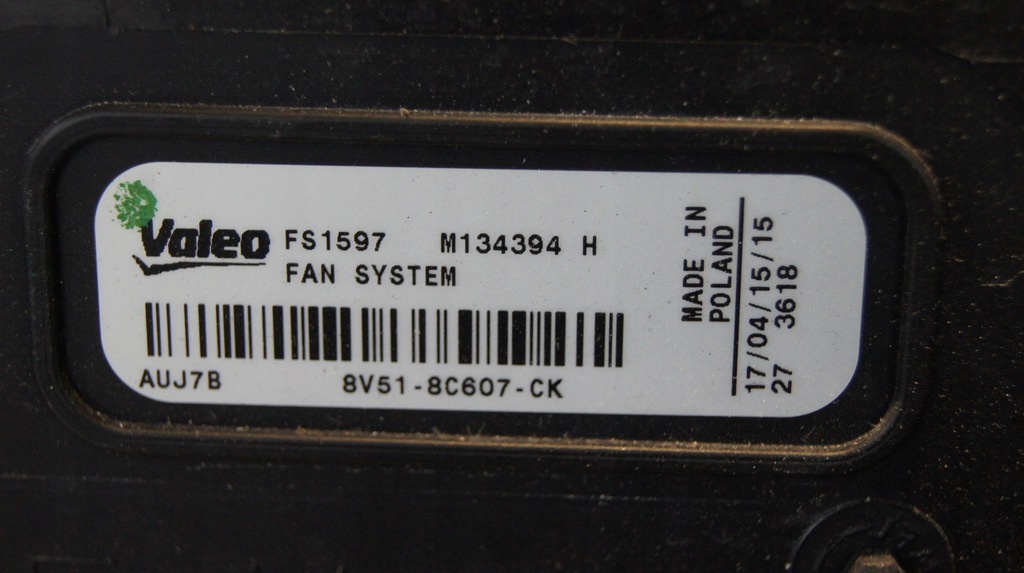 Valeo FS1597 M134394 H
FAN SYSTEM
AUJ7B 8V51-8C607-CK
MADE IN
POLAND
17/04/15/15
27 3618